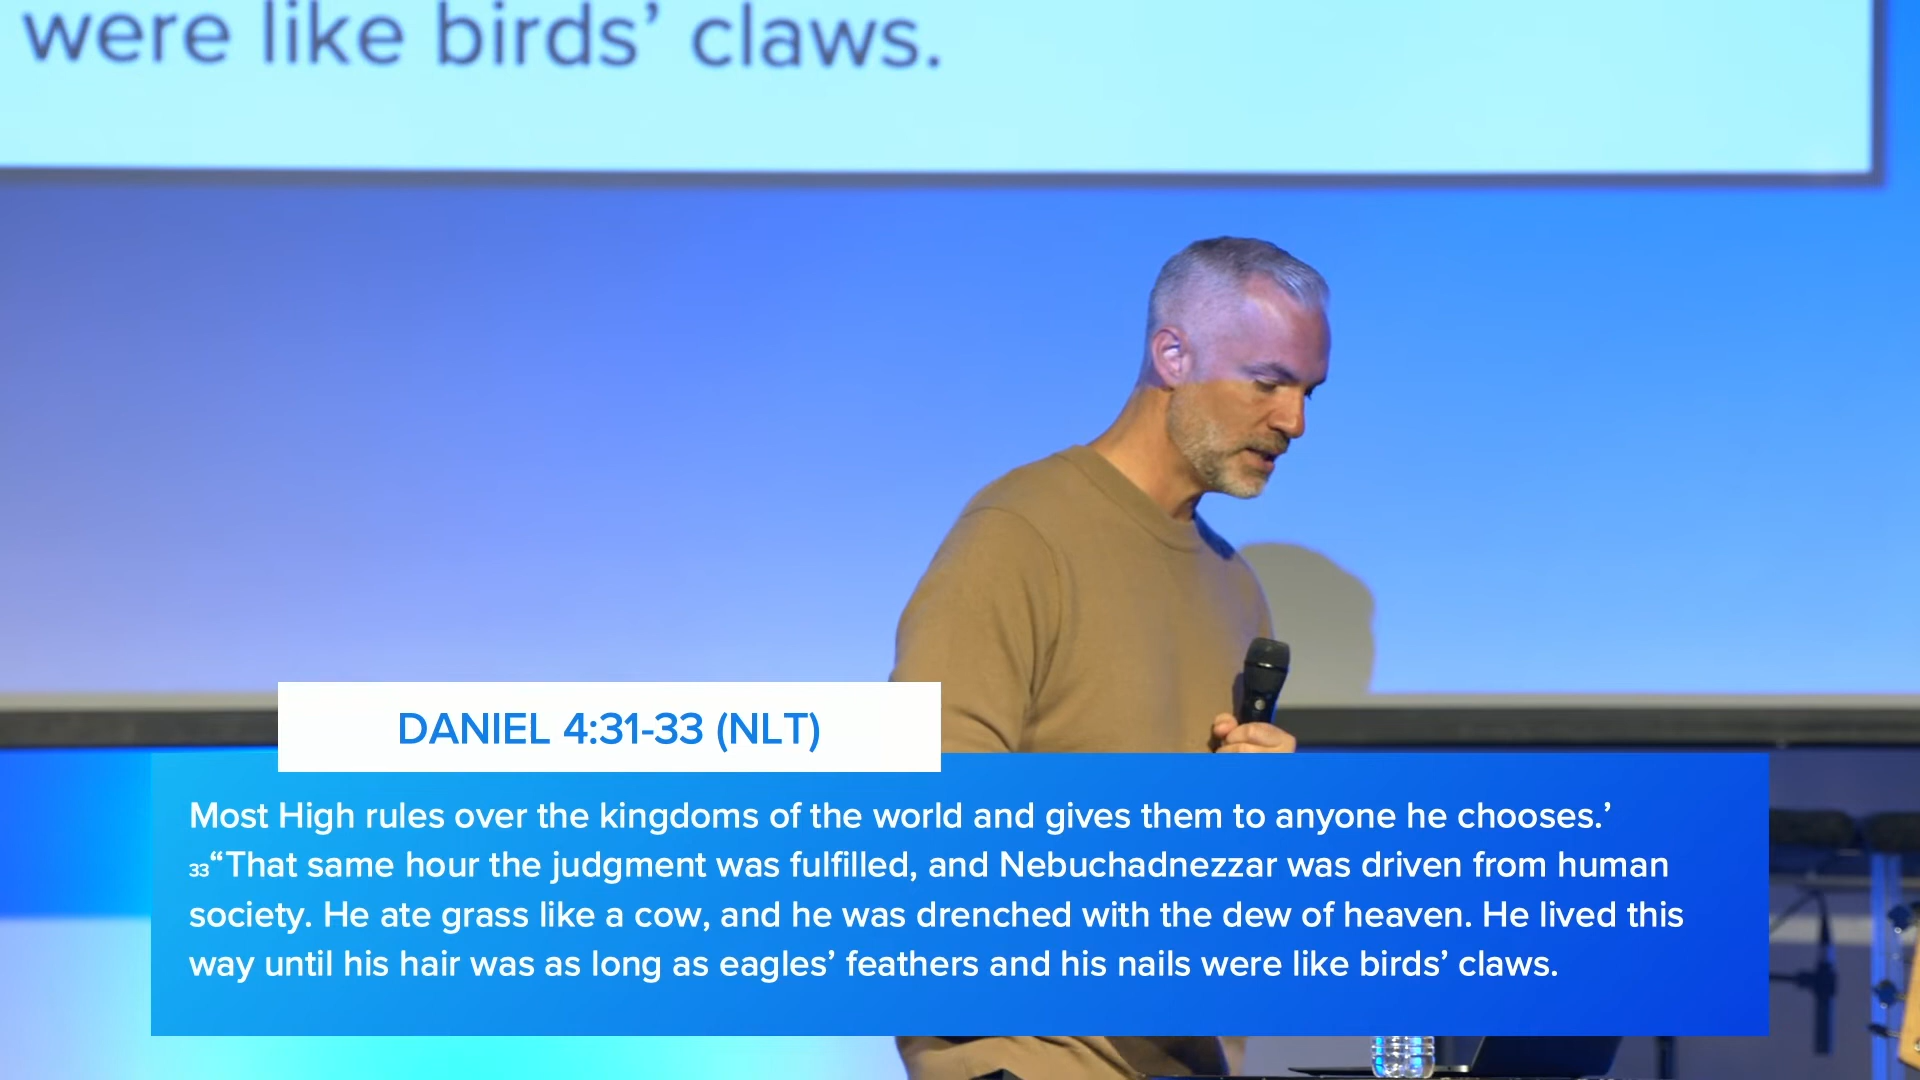 were like birds’ claws.
DANIEL 4:31-33 (NLT)
Most High rules over the kingdoms of the world and gives them to anyone he chooses.’
33“That same hour the judgment was fulfilled, and Nebuchadnezzar was driven from human
society. He ate grass like a cow, and he was drenched with the dew of heaven. He lived this
way until his hair was as long as eagles’ feathers and his nails were like birds’ claws.